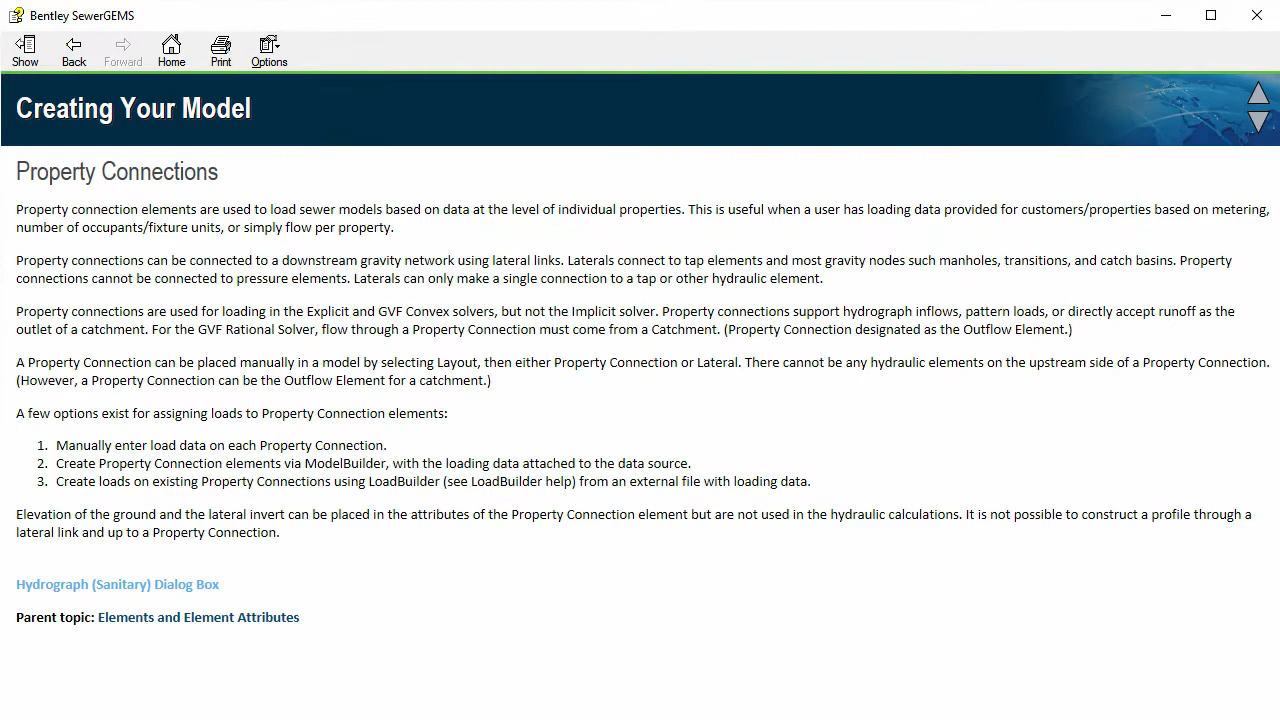 Bentley SewerGEMS
Show Back Forward Home Print Options
Creating Your Model
Property Connections
Property connection elements are used to load sewer models based on data at the level of individual properties. This is useful when a user has loading data provided for customers/properties based on metering,
number of occupants/fixture units, or simply flow per property.
Property connections can be connected to a downstream gravity network using lateral links. Laterals connect to tap elements and most gravity nodes such manholes, transitions, and catch basins. Property
connections cannot be connected to pressure elements. Laterals can only make a single connection to a tap or other hydraulic element.
Property connections are used for loading in the Explicit and GVF Convex solvers, but not the Implicit solver. Property connections support hydrograph inflows, pattern loads, or directly accept runoff as the
outlet of a catchment. For the GVF Rational Solver, flow through a Property Connection must come from a Catchment. (Property Connection designated as the Outflow Element.)
A Property Connection can be placed manually in a model by selecting Layout, then either Property Connection or Lateral. There cannot be any hydraulic elements on the upstream side of a Property Connection.
(However, a Property Connection can be the Outflow Element for a catchment.)
A few options exist for assigning loads to Property Connection elements:
1. Manually enter load data on each Property Connection.
2. Create Property Connection elements via ModelBuilder, with the loading data attached to the data source.
3. Create loads on existing Property Connections using LoadBuilder (see LoadBuilder help) from an external file with loading data.
Elevation of the ground and the lateral invert can be placed in the attributes of the Property Connection element but are not used in the hydraulic calculations. It is not possible to construct a profile through a
lateral link and up to a Property Connection.
Hydrograph (Sanitary) Dialog Box
Parent topic: Elements and Element Attributes